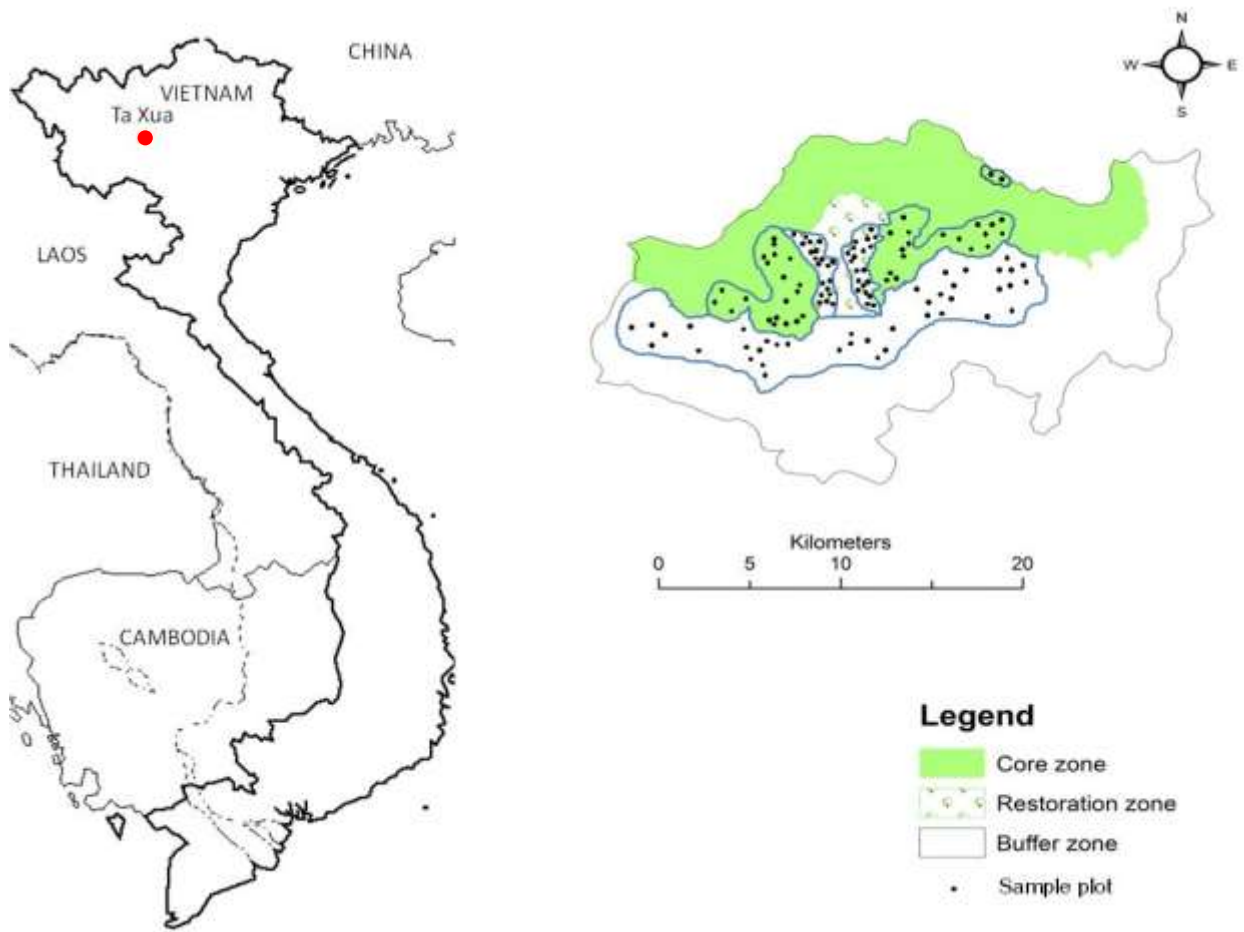 CHINA
VIETNAM
Ta Xua
LAOS
THAILAND
CAMBODIA
N
W E
S
Kilometers
0 5 10 20
Legend
Core zone
Restoration zone
Buffer zone
Sample plot